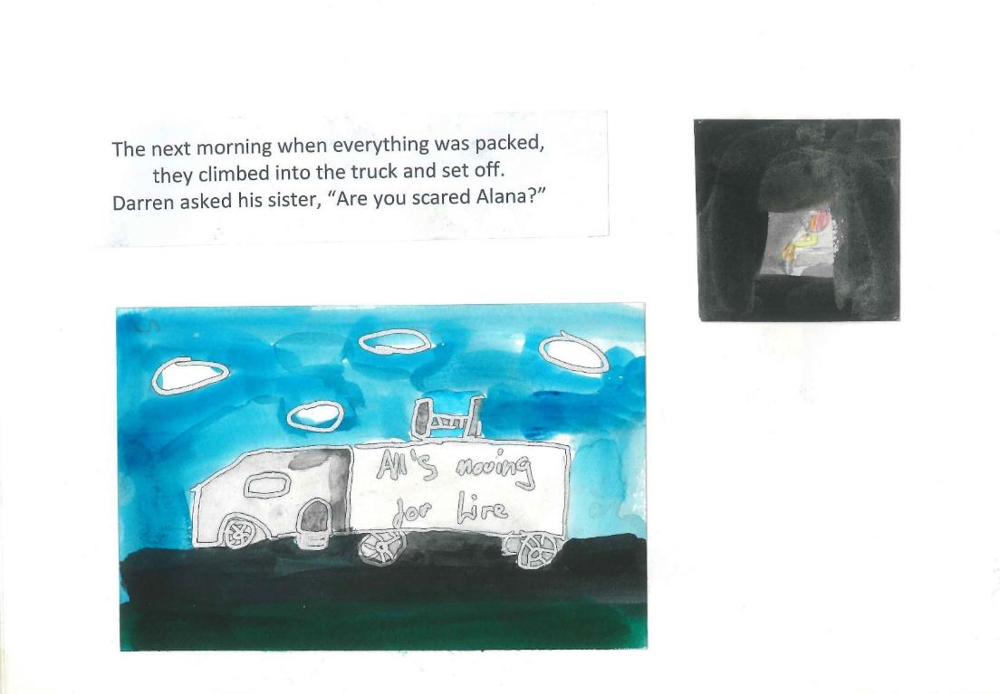 The next morning when everything was packed,
they climbed into the truck and set off.
Darren asked his sister, “Are you scared Alana?”
All's moving
for hire